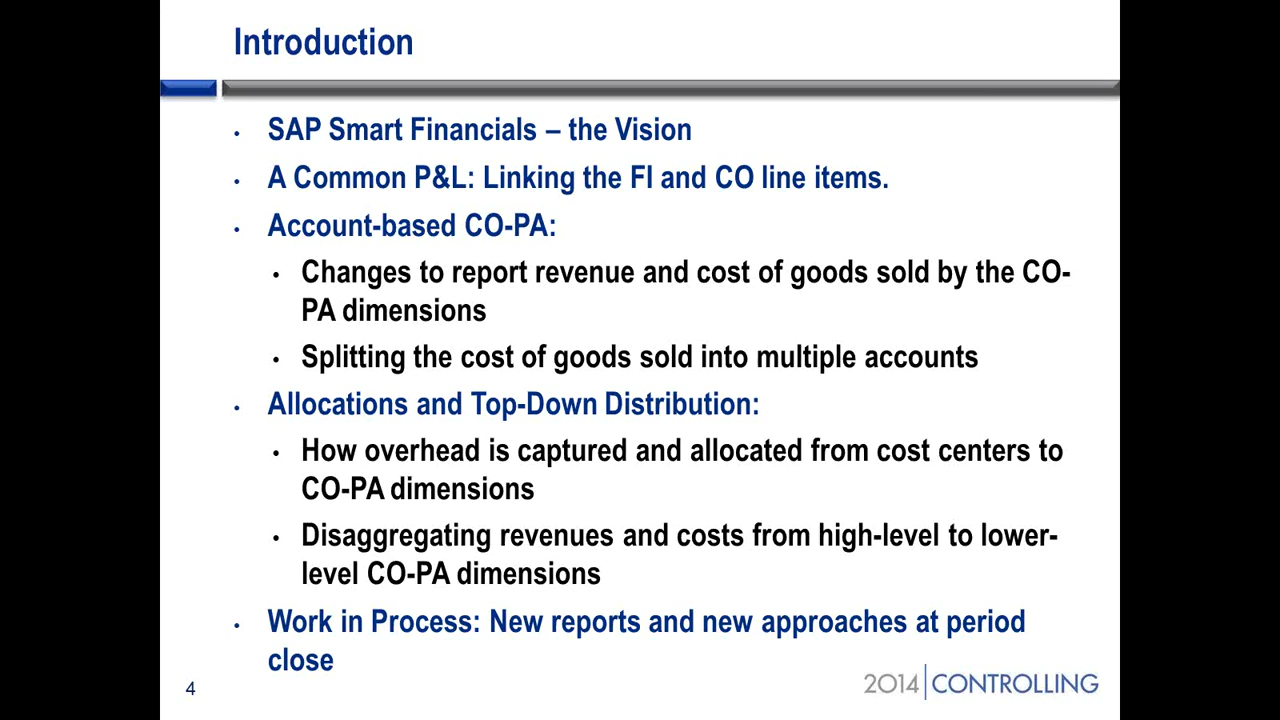 Introduction
• SAP Smart Financials – the Vision
• A Common P&L: Linking the FI and CO line items.
• Account-based CO-PA:
• Changes to report revenue and cost of goods sold by the CO-
PA dimensions
• Splitting the cost of goods sold into multiple accounts
• Allocations and Top-Down Distribution:
• How overhead is captured and allocated from cost centers to
CO-PA dimensions
• Disaggregating revenues and costs from high-level to lower-
level CO-PA dimensions
• Work in Process: New reports and new approaches at period
close
4
2014 | CONTROLLING